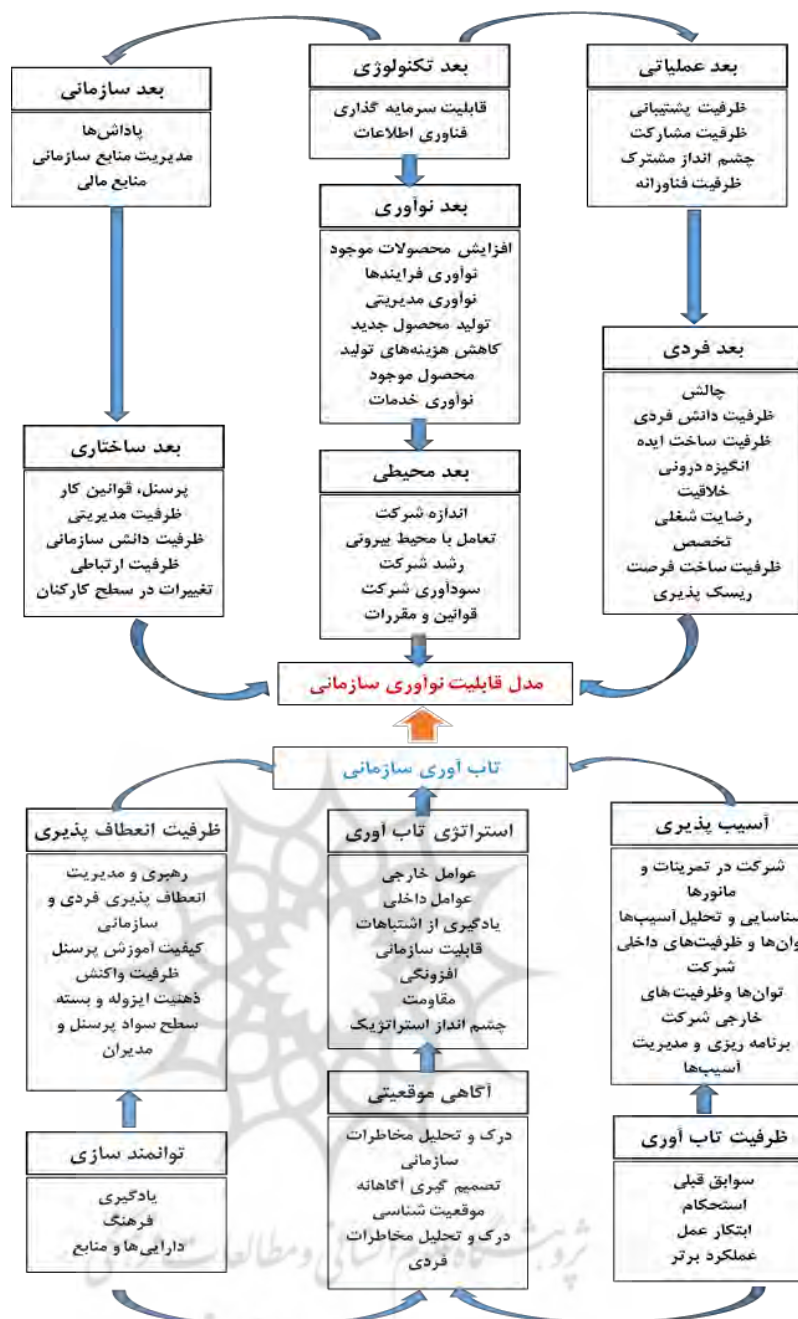 بعد عملیاتی
ظرفیت پشتیبانی
ظرفیت مشارکت
چشم انداز مشترک
ظرفیت فناورانه
بعد تکنولوژی
قابلیت سرمایه گذاری
فناوری اطلاعات
بعد سازمانی
پاداش‌ها
مدیریت منابع سازمانی
منابع مالی
بعد نوآوری
افزایش محصولات موجود
نوآوری فرایندها
نوآوری مدیریتی
تولید محصول جدید
کاهش هزینه‌های تولید
محصول موجود
نوآوری خدمات
بعد فردی
چالش
ظرفیت دانش فردی
ظرفیت ساخت ایده
انگیزه درونی
خلاقیت
رضایت شغلی
تخصص
ظرفیت ساخت فرصت
ریسک پذیری
بعد محیطی
اندازه شرکت
تعامل با محیط بیرونی
رشد شرکت
سودآوری شرکت
قوانین و مقررات
بعد ساختاری
پرسنل، قوانین کار
ظرفیت مدیریتی
ظرفیت دانش سازمانی
ظرفیت ارتباطی
تغییرات در سطح کارکنان
مدل قابلیت نوآوری سازمانی
تاب آوری سازمانی
آسیب پذیری
شرکت در تمرینات و
مانورها
شناسایی و تحلیل آسیب‌ها
توان‌ها و ظرفیت‌های داخلی
شرکت
توان‌ها وظرفیت های
خارجی شرکت
برنامه ریزی و مدیریت
آسیب‌ها
استراتژی تاب آوری
عوامل خارجی
عوامل داخلی
یادگیری از اشتباهات
قابلیت سازمانی
افزونگی
مقاومت
چشم انداز استراتژیک
ظرفیت انعطاف پذیری
رهبری و مدیریت
انعطاف پذیری فردی و
سازمانی
کیفیت آموزش پرسنل
ظرفیت واکنش
ذهنیت ایزوله و بسته
سطح سواد پرسنل و
مدیران
ظرفیت تاب آوری
سوابق قبلی
استحکام
ابتکار عمل
عملکرد برتر
آگاهی موقعیتی
درک و تحلیل مخاطرات
سازمانی
تصمیم گیری آگاهانه
موقعیت شناسی
درک و تحلیل مخاطرات
فردی
توانمند سازی
یادگیری
فرهنگ
دارایی‌ها و منابع
پژوهشگاه علوم انسانی و مطالعات فرهنگی